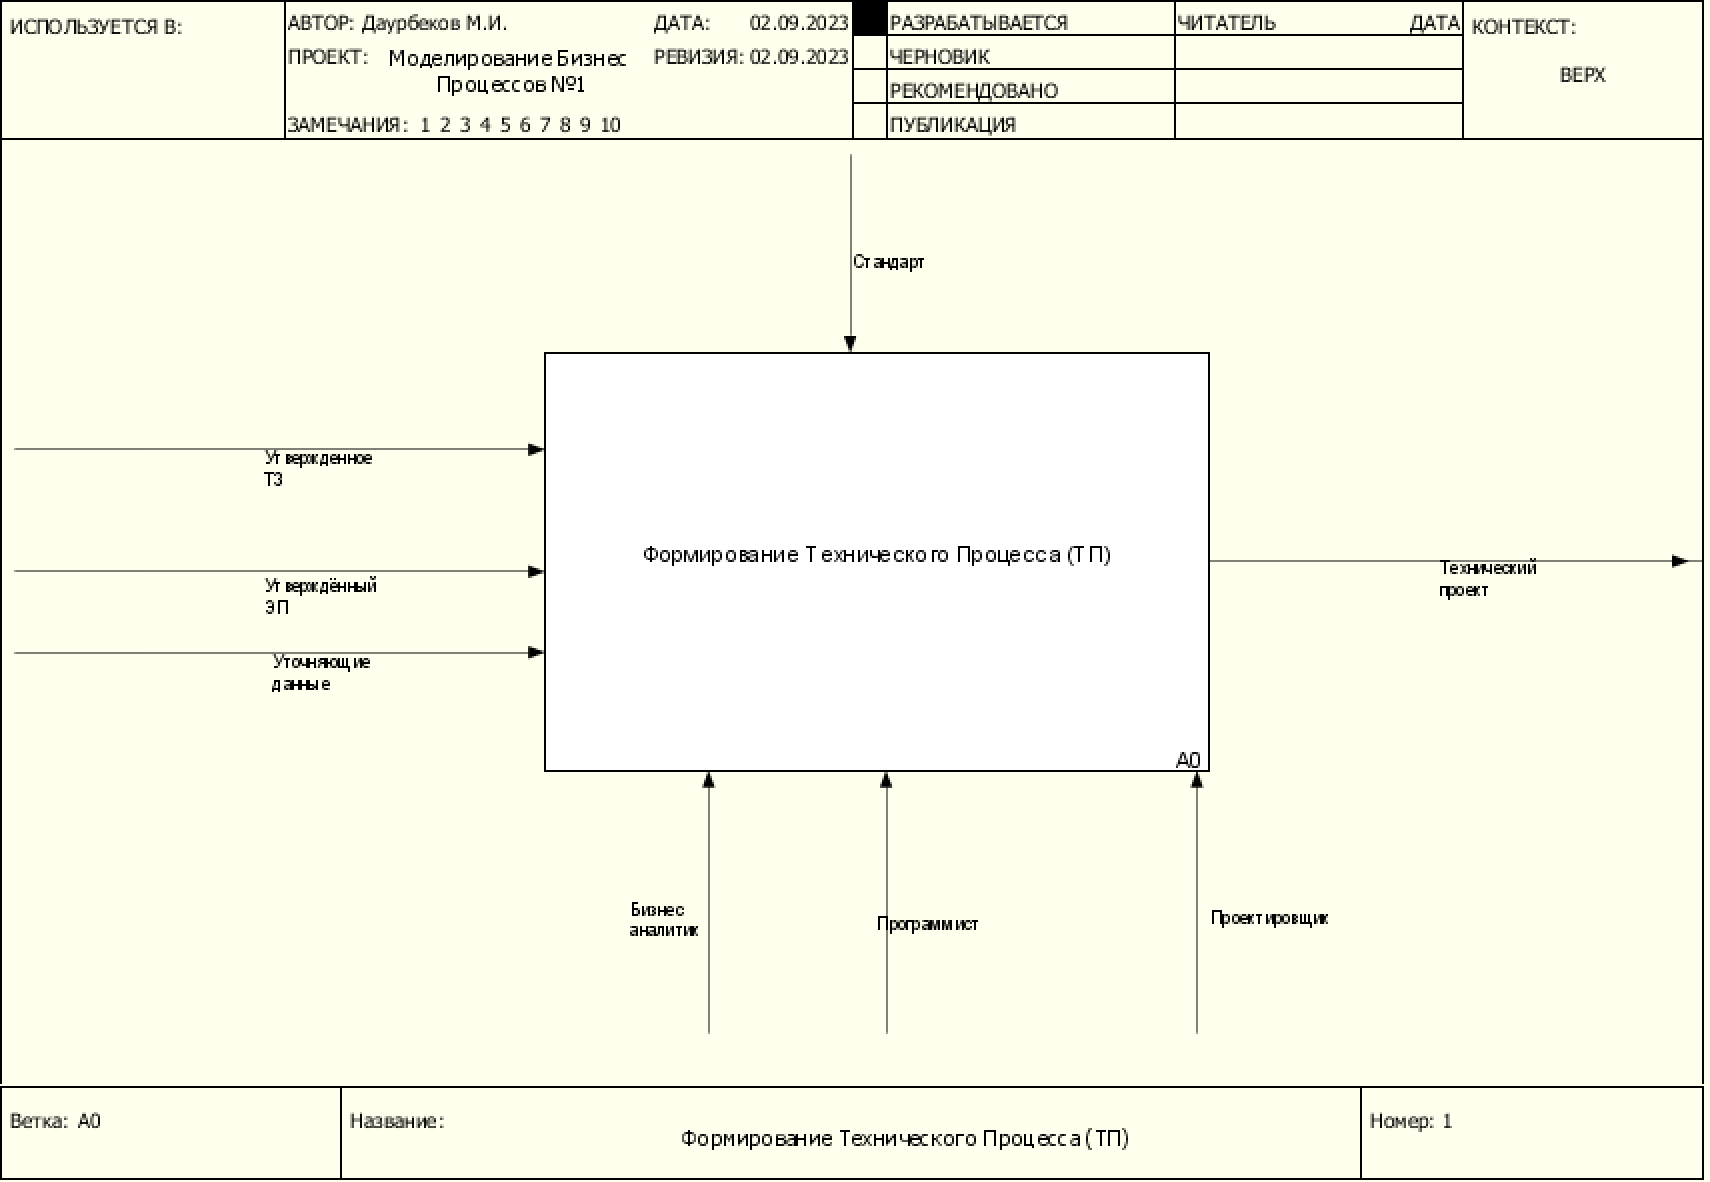 ИСПОЛЬЗУЕТСЯ В:
АВТОР: Даурбеков М.И.
ДАТА: 02.09.2023
ПРОЕКТ: Моделирование Бизнес
Процессов №1
РЕВИЗИЯ: 02.09.2023
ЗАМЕЧАНИЯ: 1 2 3 4 5 6 7 8 9 10
РАЗРАБАТЫВАЕТСЯ
ЧЕРНОВИК
РЕКОМЕНДОВАНО
ПУБЛИКАЦИЯ
ЧИТАТЕЛЬ ДАТА
КОНТЕКСТ:
ВЕРХ
Стандарт
Утвержденное
ТЗ
Утверждённый
ЭП
Уточняющие
данные
Формирование Технического Процесса (ТП)
A0
Технический
проект
Бизнес
аналитик
Программист
Проектировщик
Ветка: A0
Название:
Формирование Технического Процесса (ТП)
Номер: 1